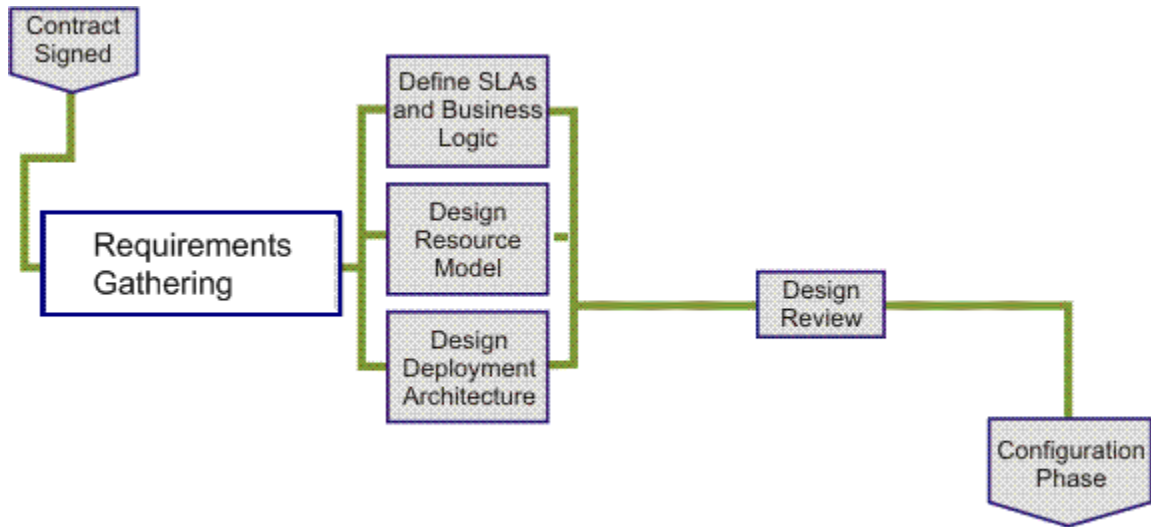 Contract
Signed
Define SLAs
and Business
Logic
Requirements
Gathering
Design
Resource
Model
Design
Deployment
Architecture
Design
Review
Configuration
Phase